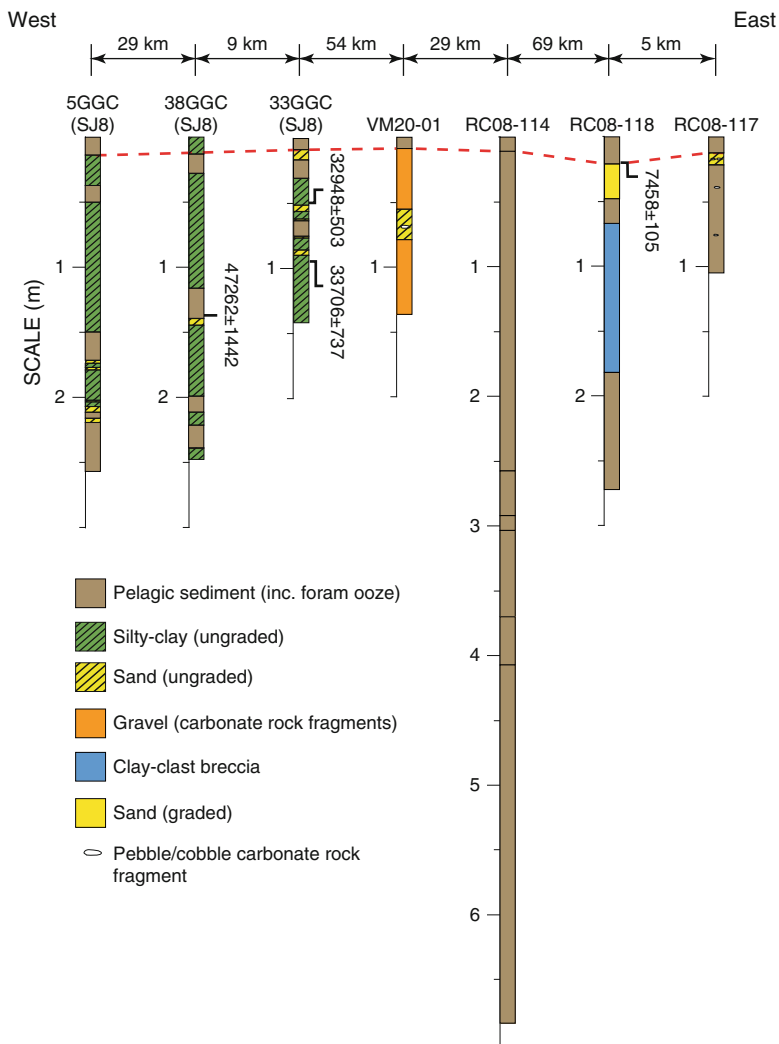 West
East
29 km
9 km
54 km
29 km
69 km
5 km
5GGC
(SJ8)
38GGC
(SJ8)
33GGC
(SJ8)
VM20-01
RC08-114
RC08-118
RC08-117
32948±503
33706±737
47262±1442
7458±105
SCALE (m)
1
2
1
2
1
1
1
2
3
4
5
6
1
2
1
Pelagic sediment (inc. foram ooze)
Silty-clay (ungraded)
Sand (ungraded)
Gravel (carbonate rock fragments)
Clay-clast breccia
Sand (graded)
Pebble/cobble carbonate rock
fragment